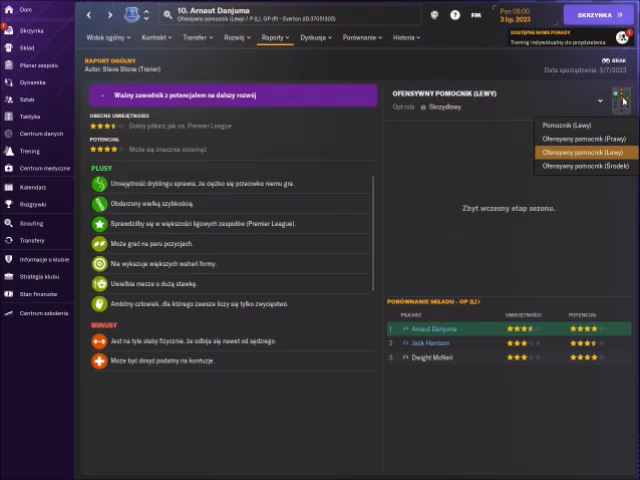 Dom
Skrzynka
Skład
Planer zespołu
Dynamika
Sztab
Taktyka
Centrum danych
Trening
Centrum medyczne
Kalendarz
Rozgrywki
Scouting
Transfery
Informacje o klubie
Strategia klubu
Stan finansów
Centrum szkolenia
10. Arnaut Danjuma
Ofensywny pomocnik (Lewy) / P (L), OP (P) - Everton
FM
Pon 09:00
3 lip. 2023
SKRZYNKA
Widok ogólny
Kontrakt
Transfer
Rozwój
Raporty
Dyskusja
Porównanie
Historia
DOSTĘPNE NOWE PORADY
Trening indywidualny do przydzielenia
RAPORT OGÓLNY
Autor: Steve Stone (Trener)
BRAK
Data sporządzenia: 3/7/2023
- Ważny zawodnik z potencjałem na dalszy rozwój
OBECNE UMIEJĘTNOŚCI
Dobry piłkarz jak na: Premier League
POTENCJAŁ
Może się znacznie rozwinąć
PLUSY
Umiejętność dryblingu sprawia, że ciężko się przeciwko niemu gra.
Obdarzony wielką szybkością.
Sprawdziłby się w większości ligowych zespołów (Premier League).
Może grać na paru pozycjach.
Nie wykazuje większych wahań formy.
Uwielbia mecze o dużą stawkę.
Ambitny człowiek, dla którego zawsze liczy się tylko zwycięstwo.
MINUSY
Jest na tyle słaby fizycznie, że odbija się nawet od sędziego.
Może być dosyć podatny na kontuzje.
OFENSYWNY POMOCNIK (LEWY)
Opt rola
Skrzydłowy
Pomocnik (Lewy)
Ofensywny pomocnik (Prawy)
Ofensywny pomocnik (Lewy)
Ofensywny pomocnik (Środek)
Zbyt wczesny etap sezonu.
PORÓWNANIE SKŁADU - OP (L)
PIŁKARZ
UMIEJĘTNOŚCI
POTENCJAŁ
1 Arnaut Danjuma
2 Jack Harrison
3 Dwight McNeil